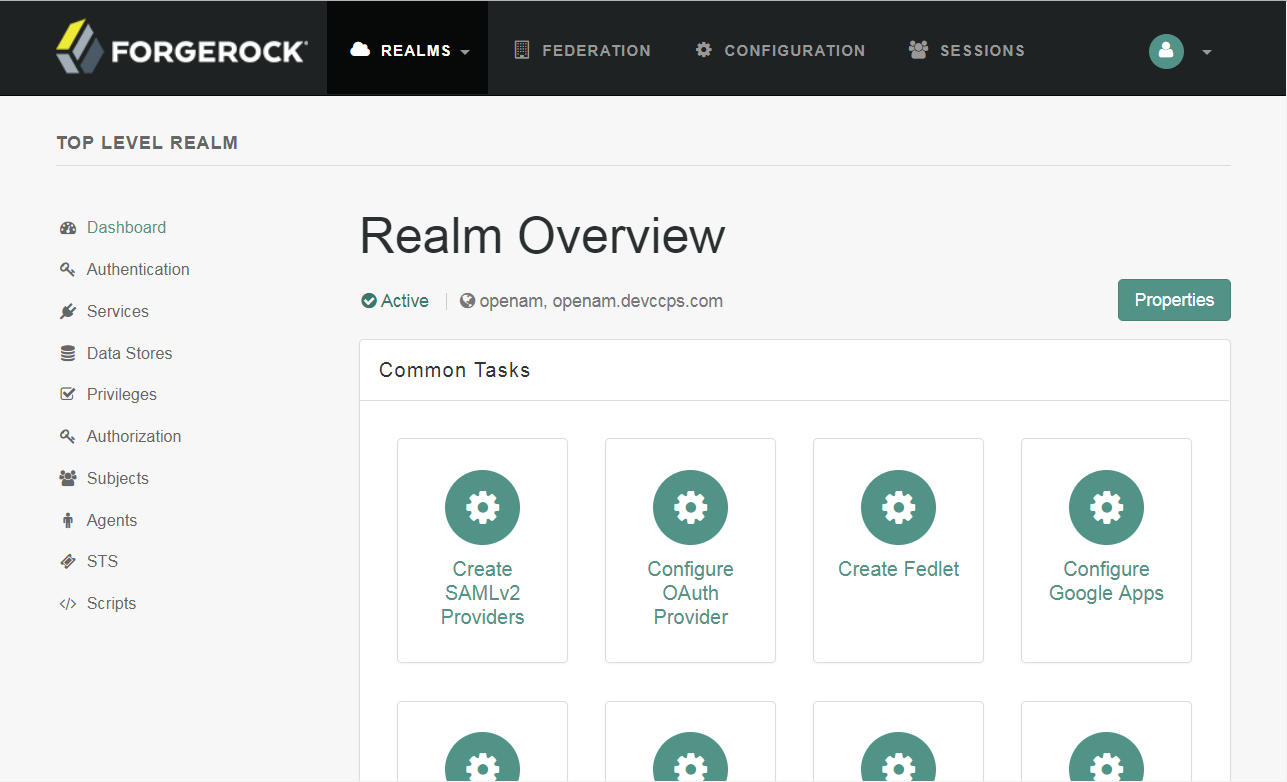 FORGEROCK
REALMS
FEDERATION
CONFIGURATION
SESSIONS
TOP LEVEL REALM
Dashboard
Authentication
Services
Data Stores
Privileges
Authorization
Subjects
Agents
STS
Scripts
Realm Overview
Active
openam, openam.devccps.com
Properties
Common Tasks
Create
SAMLv2
Providers
Configure
OAuth
Provider
Create Fedlet
Configure
Google Apps